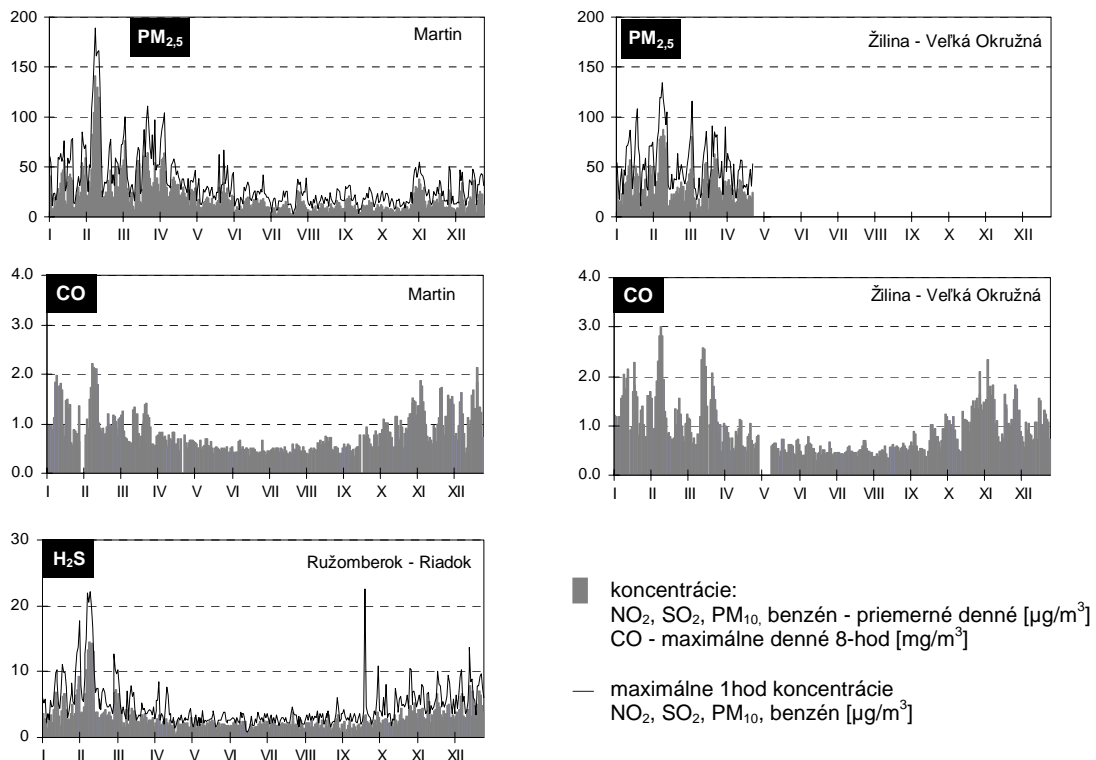 PM2,5
Martin
200
150
100
50
0
I II III IV V VI VII VIII IX X XI XII
PM2,5
Žilina - Veľká Okružná
200
150
100
50
0
I II III IV V VI VII VIII IX X XI XII
CO
Martin
4.0
3.0
2.0
1.0
0.0
I II III IV V VI VII VIII IX X XI XII
CO
Žilina - Veľká Okružná
4.0
3.0
2.0
1.0
0.0
I II III IV V VI VII VIII IX X XI XII
H2S
Ružomberok - Riadok
30
20
10
0
I II III IV V VI VII VIII IX X XI XII
koncentrácie:
NO2, SO2, PM10, benzén - priemerné denné [µg/m3]
CO - maximálne denné 8-hod [mg/m3]
maximálne 1hod koncentrácie
NO2, SO2, PM10, benzén [µg/m3]